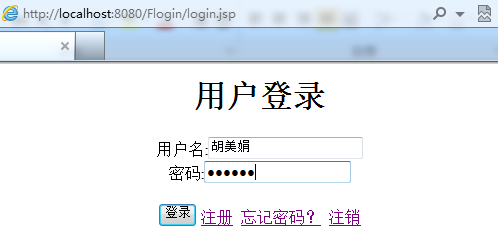 http://localhost:8080/Flogin/login.jsp
用户登录
用户名:胡美娟
密码:●●●●●●
登录 注册 忘记密码？ 注销